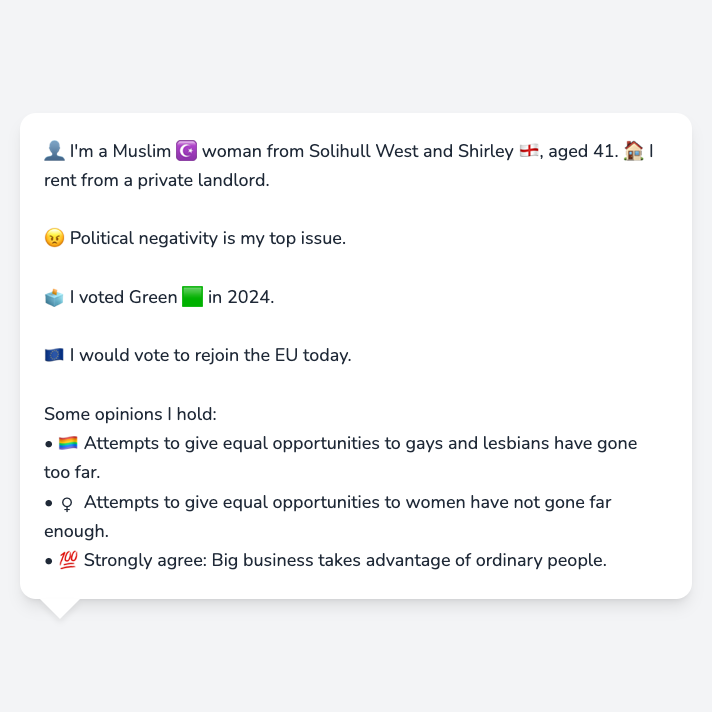 👤 I'm a Muslim ☪️ woman from Solihull West and Shirley 🏴󠁧󠁢󠁥󠁮󠁧󠁿, aged 41. 🏠 I
rent from a private landlord.
😠 Political negativity is my top issue.
🗳️ I voted Green 🟩 in 2024.
🇪🇺 I would vote to rejoin the EU today.
Some opinions I hold:
• 🏳️‍🌈 Attempts to give equal opportunities to gays and lesbians have gone
too far.
• ♀ Attempts to give equal opportunities to women have not gone far
enough.
• 💯 Strongly agree: Big business takes advantage of ordinary people.